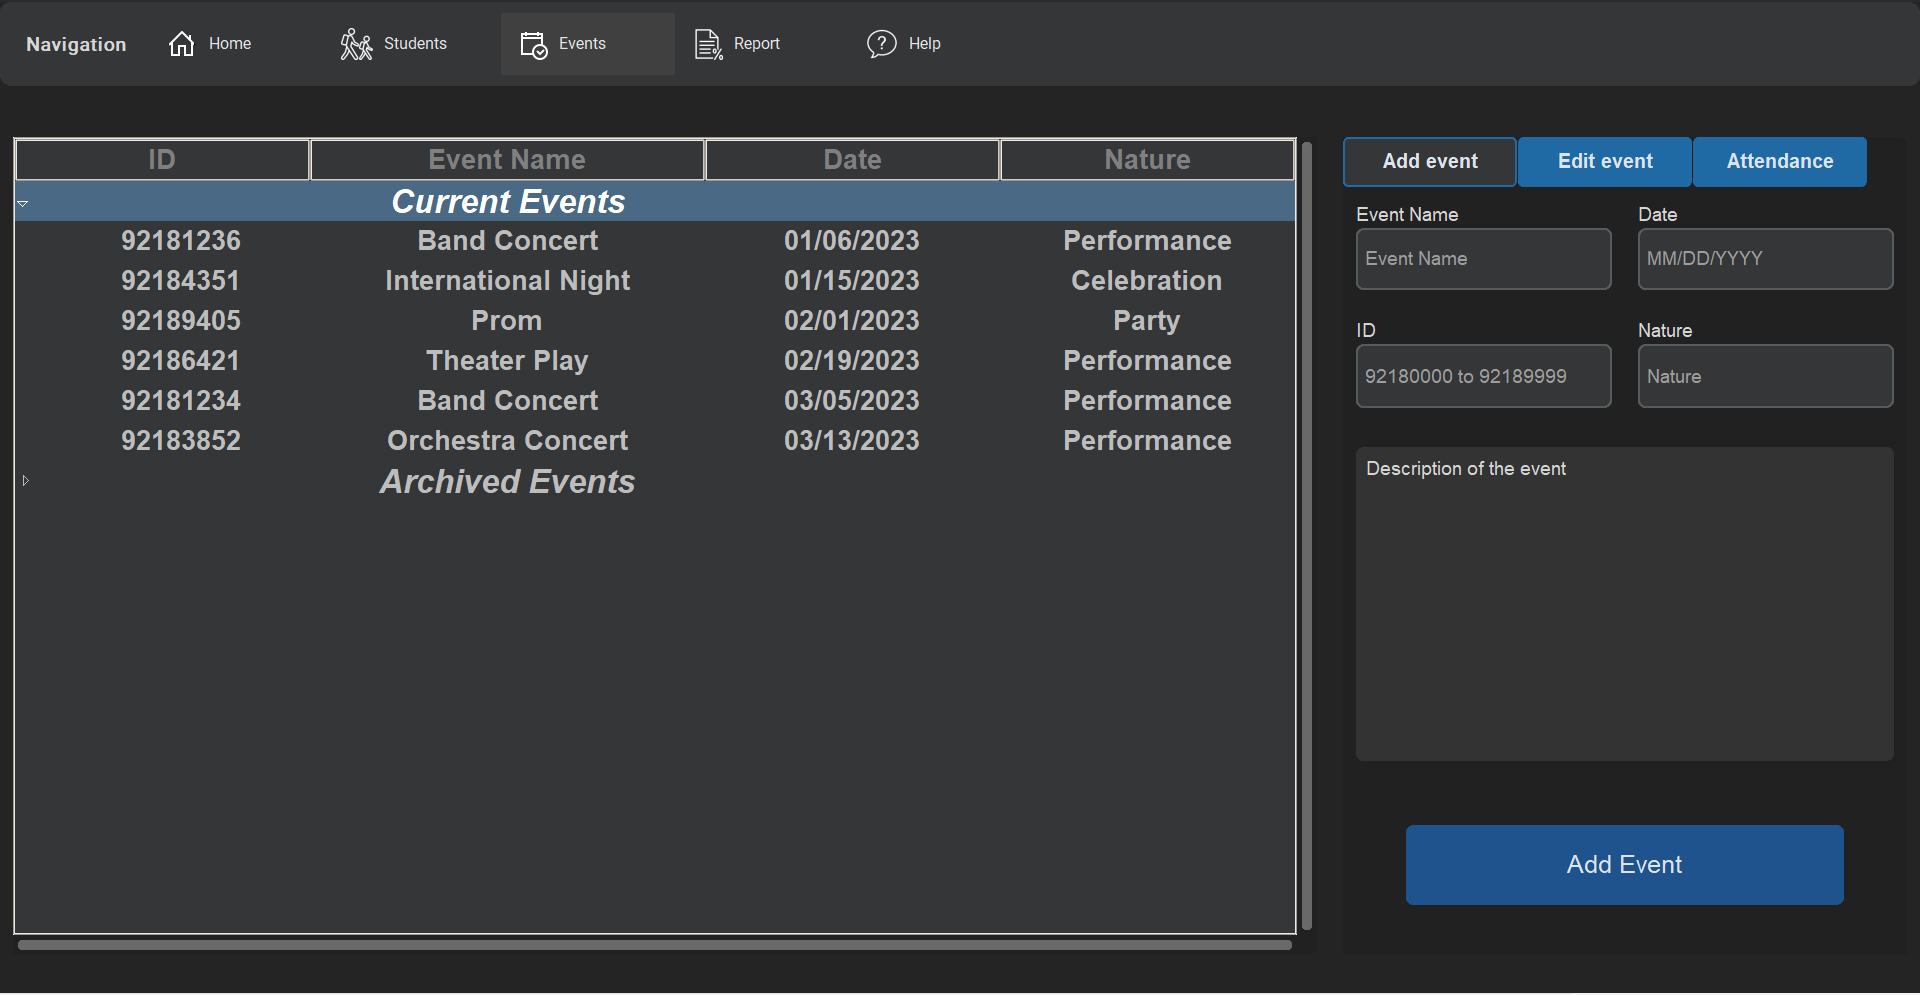 Navigation Home Students Events Report Help
ID Event Name Date Nature
Current Events
92181236 Band Concert 01/06/2023 Performance
92184351 International Night 01/15/2023 Celebration
92189405 Prom 02/01/2023 Party
92186421 Theater Play 02/19/2023 Performance
92181234 Band Concert 03/05/2023 Performance
92183852 Orchestra Concert 03/13/2023 Performance
Archived Events
Add event Edit event Attendance
Event Name Date
Event Name MM/DD/YYYY
ID Nature
92180000 to 92189999 Nature
Description of the event
Add Event